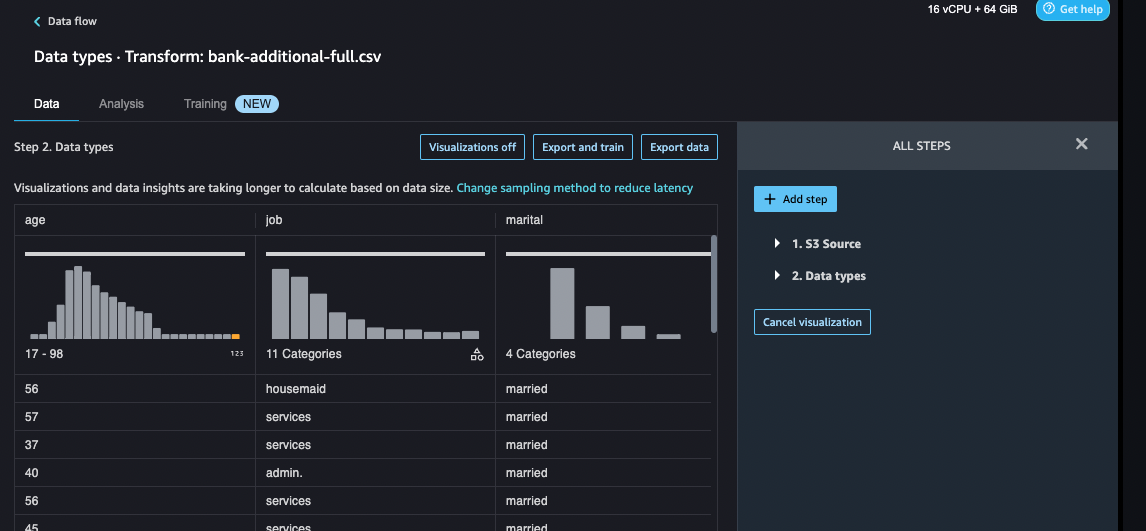 16 vCPU + 64 GiB
Get help
Data flow
Data types · Transform: bank-additional-full.csv
Data
Analysis
Training NEW
Step 2. Data types
Visualizations off
Export and train
Export data
ALL STEPS
Visualizations and data insights are taking longer to calculate based on data size. Change sampling method to reduce latency
Add step
age job marital
1. S3 Source
2. Data types
Cancel visualization
17 - 98 123 11 Categories 4 Categories
56 housemaid married
57 services married
37 services married
40 admin. married
56 services married
45 services married